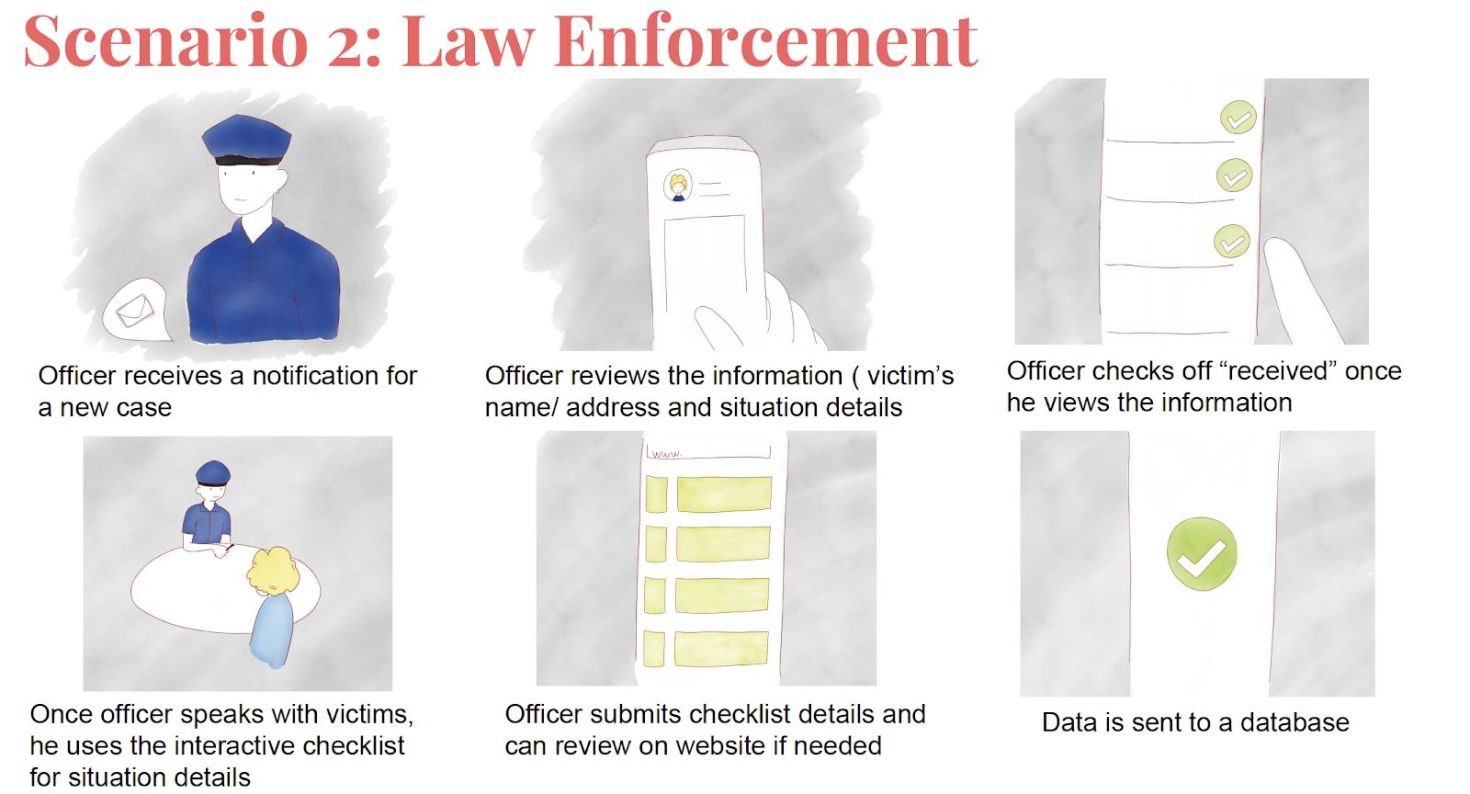 Scenario 2: Law Enforcement
Officer receives a notification for
a new case
Officer reviews the information ( victim's
name/ address and situation details
Officer checks off “received” once
he views the information
Once officer speaks with victims,
he uses the interactive checklist
for situation details
www.
Officer submits checklist details and
can review on website if needed
Data is sent to a database